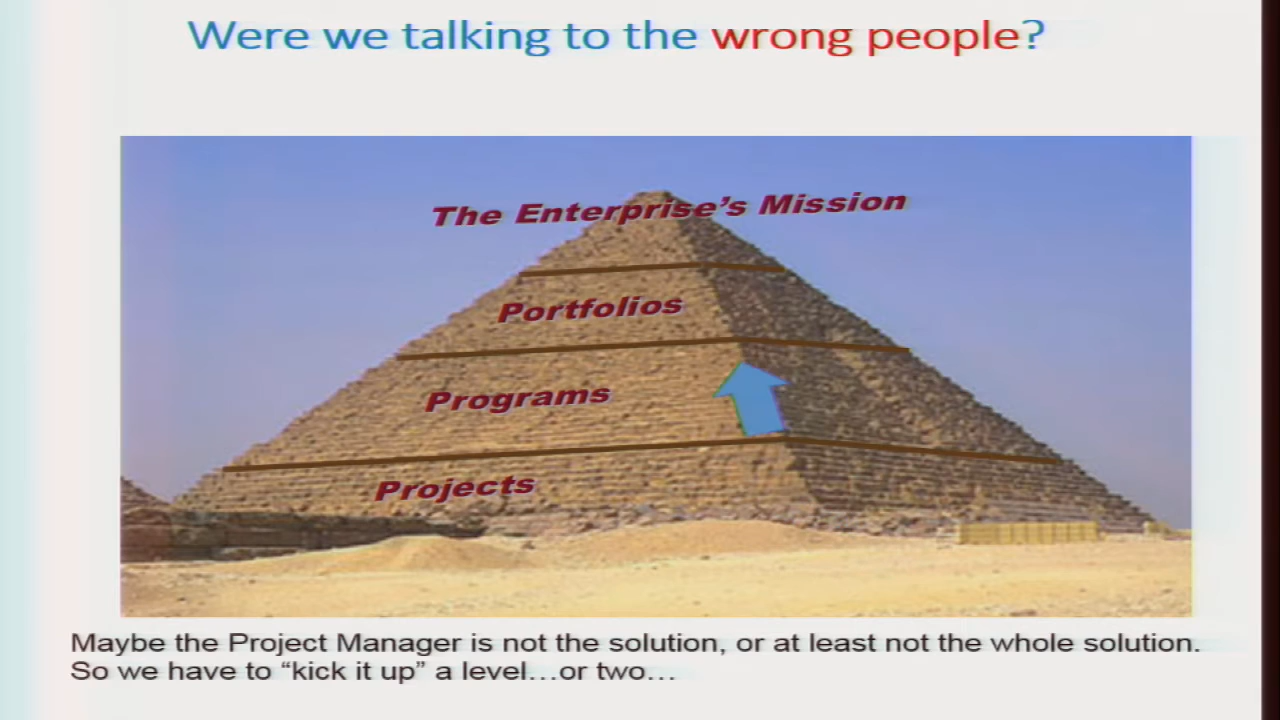 Were we talking to the wrong people?
The Enterprise's Mission
Portfolios
Programs
Projects
Maybe the Project Manager is not the solution, or at least not the whole solution.
So we have to “kick it up” a level…or two…